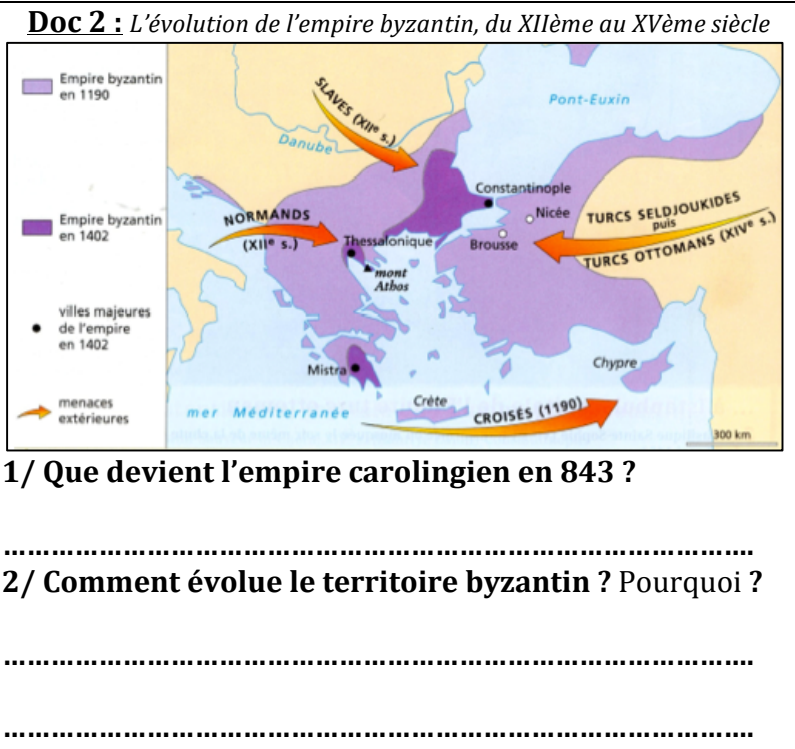 Doc 2 : L'évolution de l'empire byzantin, du XIIème au XVème siècle
Empire byzantin
en 1190
Empire byzantin
en 1402
villes majeures
de l'empire
en 1402
menaces
extérieures
SLAVES (XIIe s.)
Danube
Pont-Euxin
Constantinople
Nicée
Brousse
NORMANDS
(XIIe s.)
Thessalonique
mont
Athos
TURCS SELDJOUKIDES
puis
TURCS OTTOMANS (XIVe s.)
Mistra
Chypre
Crète
CROISÉS (1190)
mer Méditerranée
300 km
1/ Que devient l'empire carolingien en 843 ?
……………………………………………………………………………………
2/ Comment évolue le territoire byzantin ? Pourquoi ?
……………………………………………………………………………………
……………………………………………………………………………………